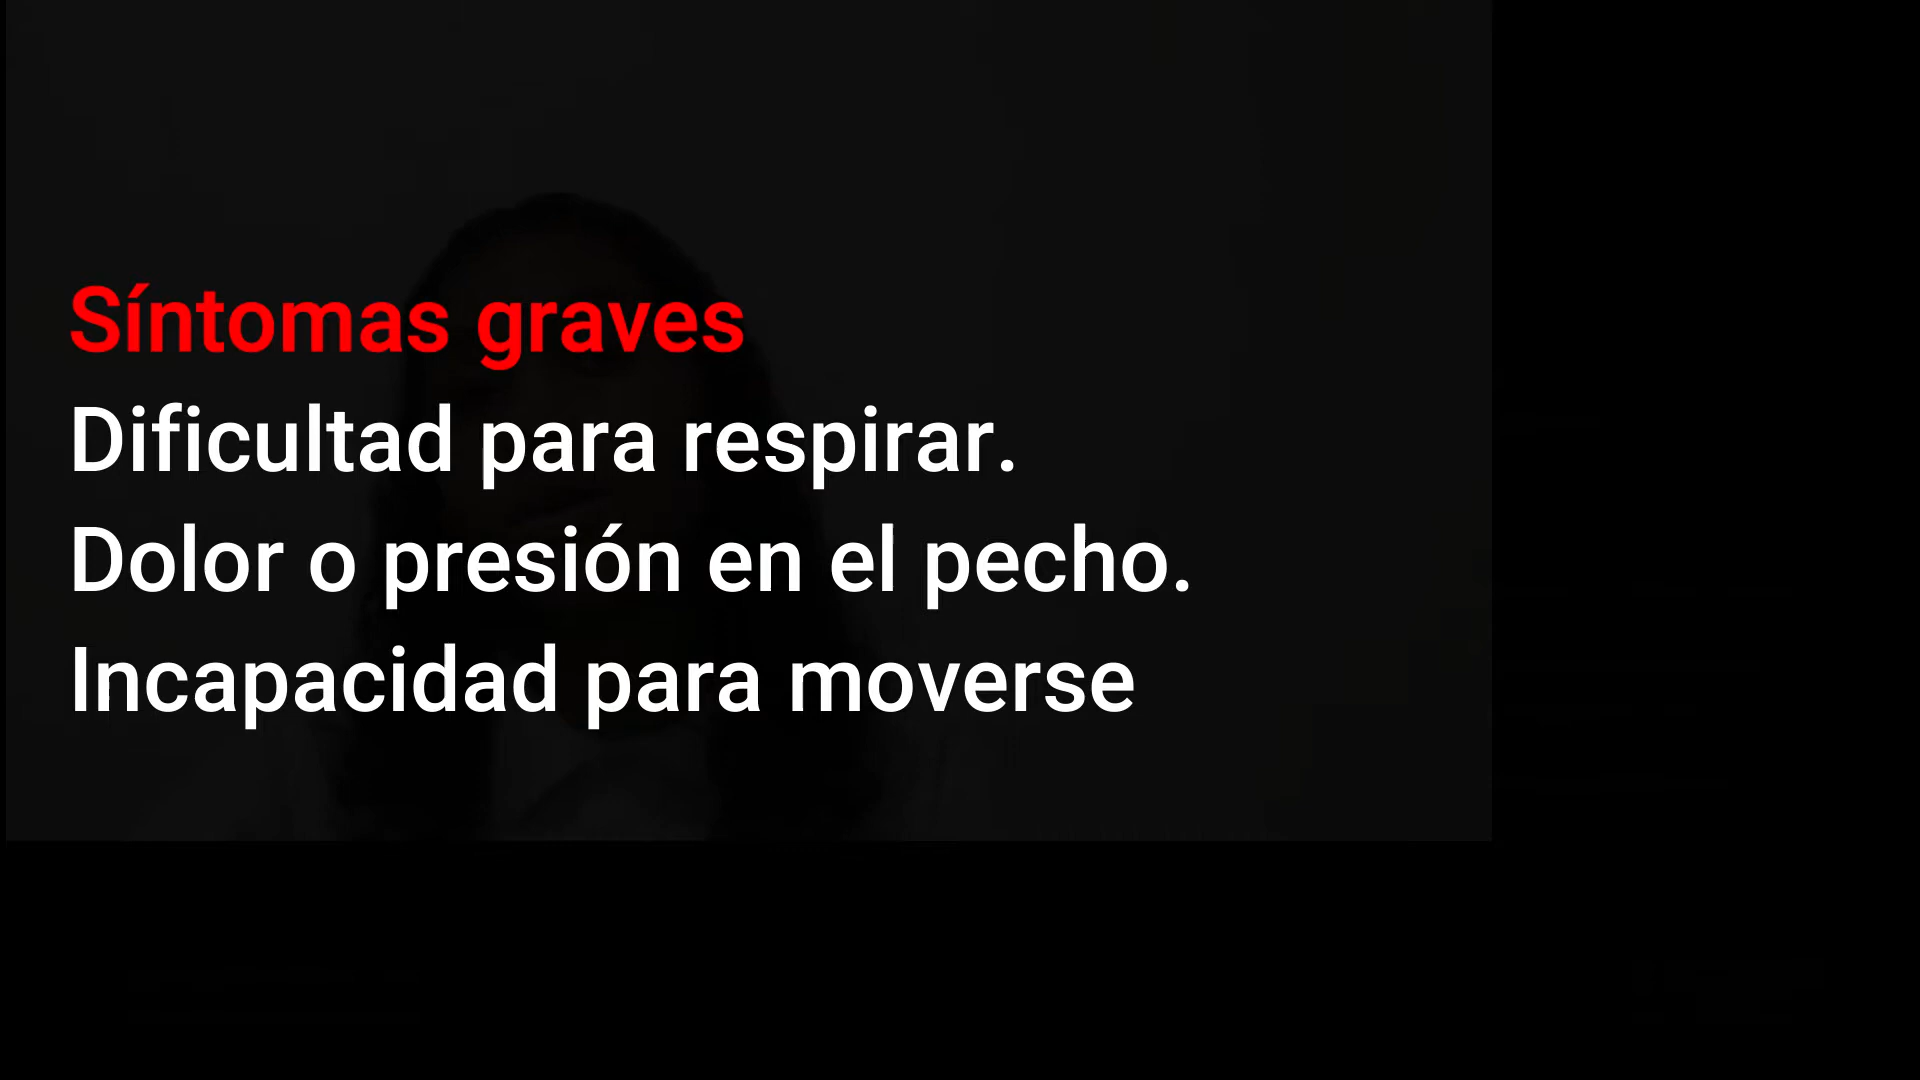 Síntomas graves
Dificultad para respirar.
Dolor o presión en el pecho.
Incapacidad para moverse